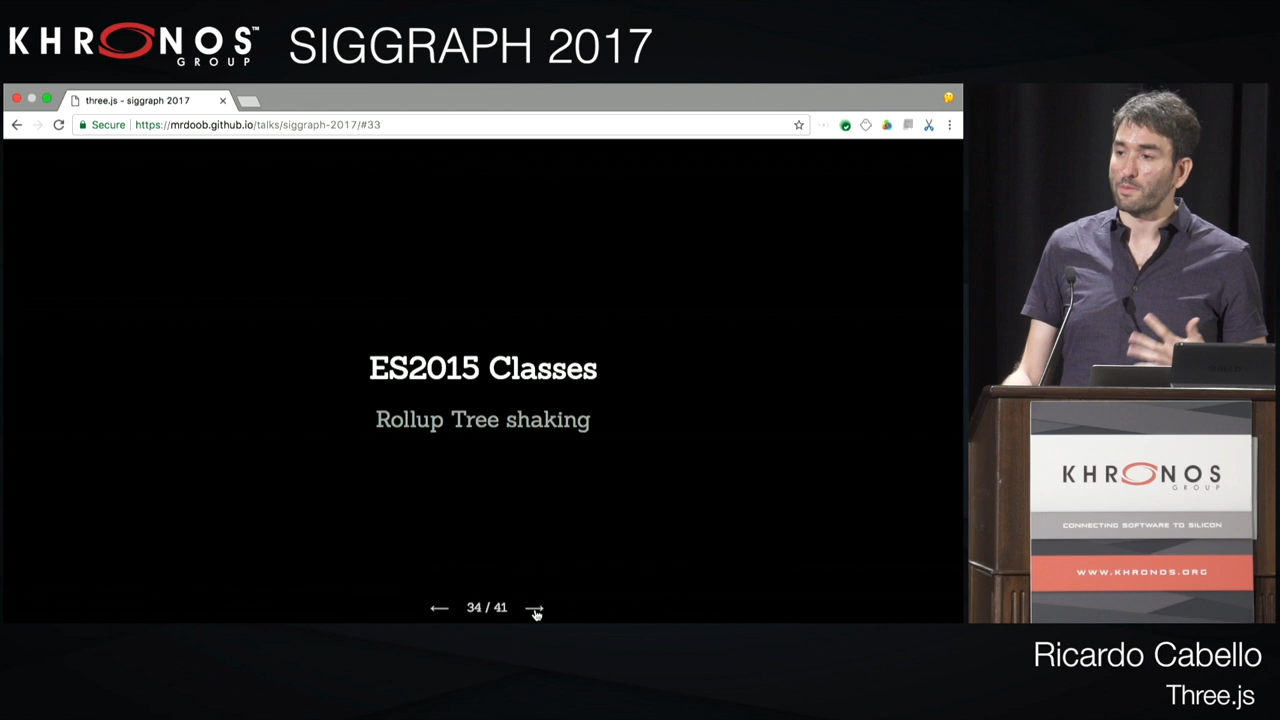 KHRONOS™
GROUP
SIGGRAPH 2017
three.js - siggraph 2017
Secure
https://mrdoob.github.io/talks/siggraph-2017/#33
ES2015 Classes
Rollup Tree shaking
34 / 41
KHRONOS
GROUP
CONNECTING SOFTWARE TO SILICON
WWW.KHRONOS.ORG
Ricardo Cabello
Three.js